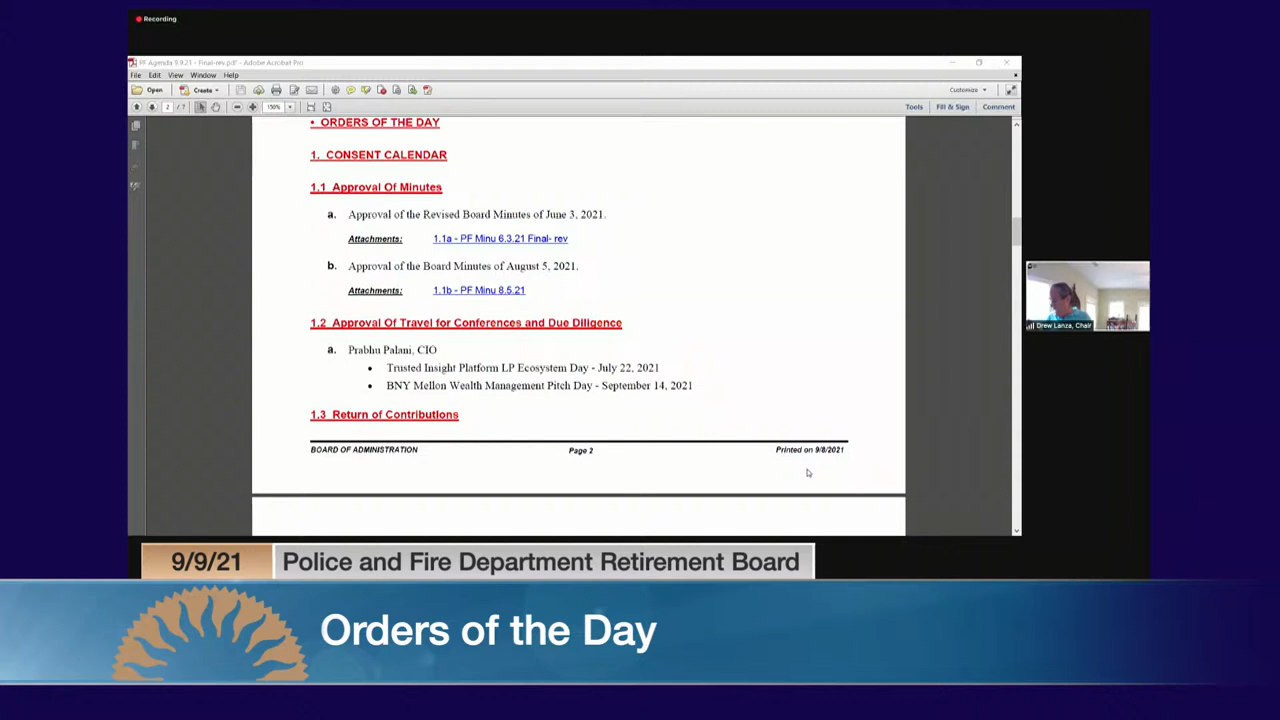 Recording
PF Agenda 9.9.21 - Final-rev.pdf - Adobe Acrobat Pro
File Edit View Window Help
Open Create Customize
2 / 7 150% Tools Fill & Sign Comment
• ORDERS OF THE DAY
1. CONSENT CALENDAR
1.1 Approval Of Minutes
a. Approval of the Revised Board Minutes of June 3, 2021.
Attachments: 1.1a - PF Minu 6.3.21 Final- rev
b. Approval of the Board Minutes of August 5, 2021.
Attachments: 1.1b - PF Minu 8.5.21
1.2 Approval Of Travel for Conferences and Due Diligence
a. Prabhu Palani, CIO
• Trusted Insight Platform LP Ecosystem Day - July 22, 2021
• BNY Mellon Wealth Management Pitch Day - September 14, 2021
1.3 Return of Contributions
BOARD OF ADMINISTRATION Page 2 Printed on 9/8/2021
Drew Lanza, Chair
9/9/21 Police and Fire Department Retirement Board
Orders of the Day